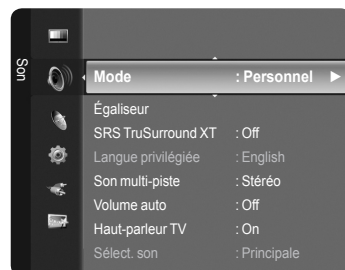 Son
Mode : Personnel
Égaliseur
SRS TruSurround XT : Off
Langue privilégiée : English
Son multi-piste : Stéréo
Volume auto : Off
Haut-parleur TV : On
Sélect. son : Principale